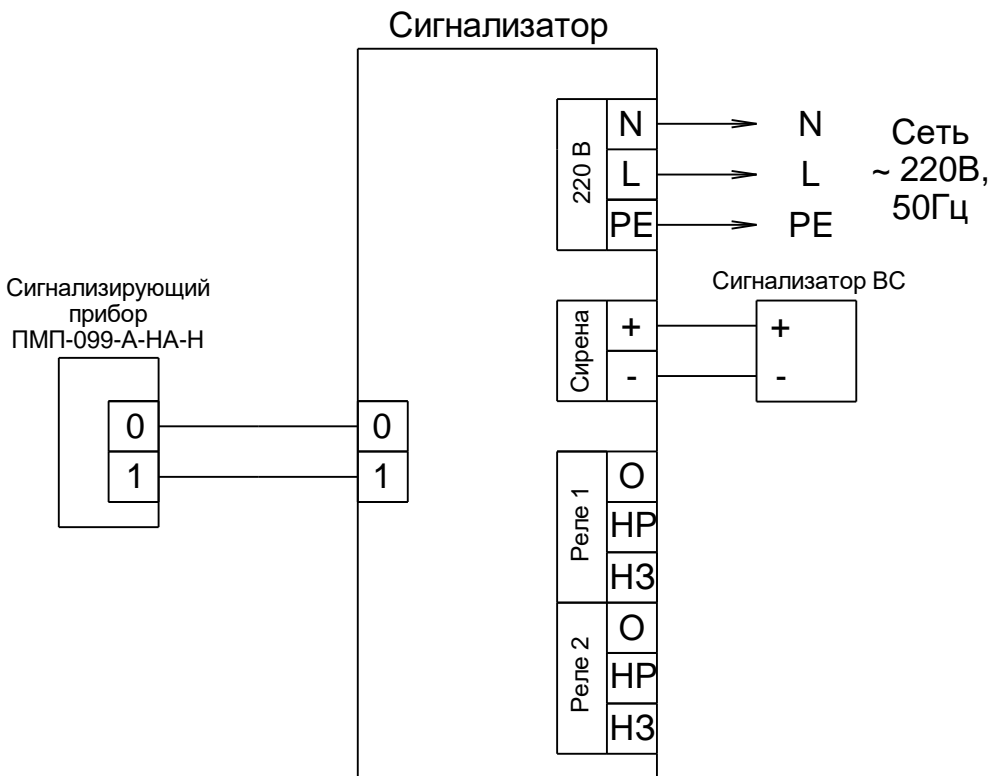 Сигнализатор
220 В
N
L
PE
N
L
PE
Сеть
~ 220В,
50Гц
Сигнализирующий
прибор
ПМП-099-А-НА-Н
0
1
0
1
Сирена
+
-
Сигнализатор ВС
+
-
Реле 1
О
НР
НЗ
Реле 2
О
НР
НЗ